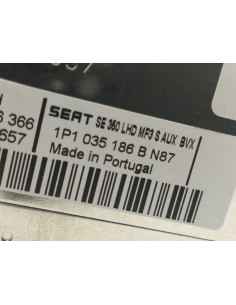 366
657
SEAT SE 360 LHD MP3 S AUX BVX
1P1 035 186 B N87
Made in Portugal